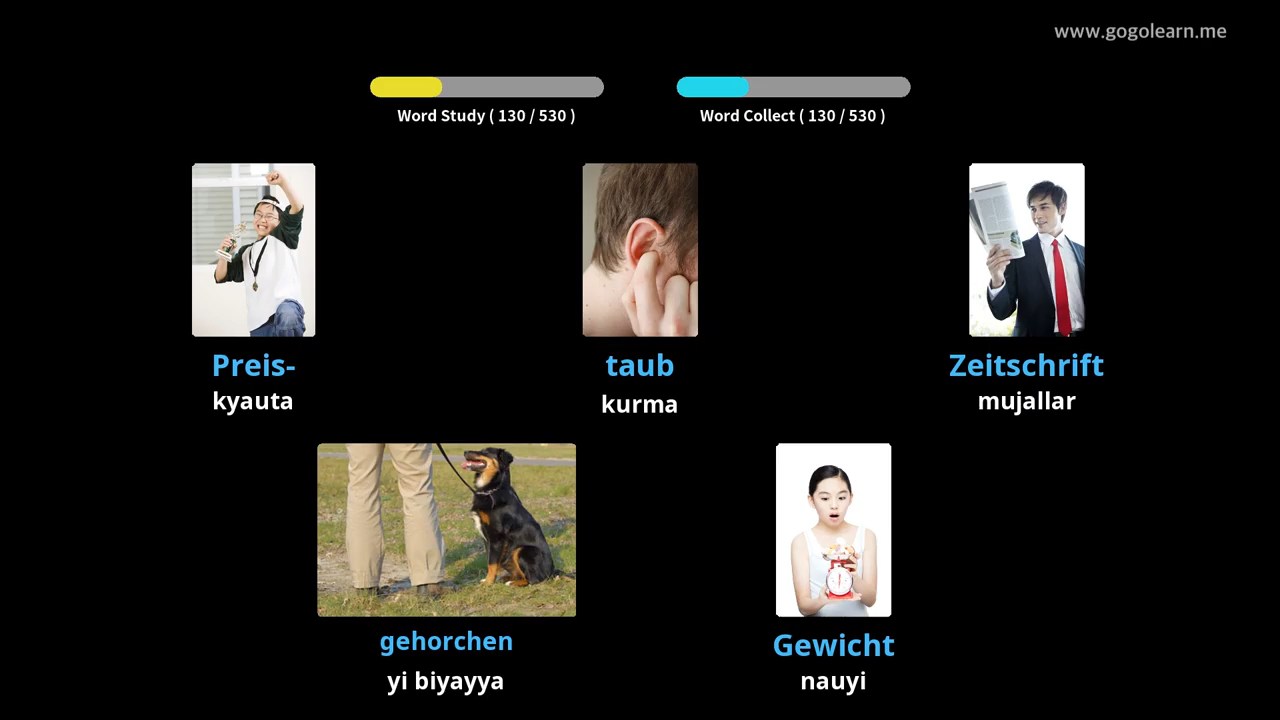 www.gogolearn.me
Word Study ( 130 / 530 )
Word Collect ( 130 / 530 )
Preis-
kyauta
taub
kurma
Zeitschrift
mujallar
gehorchen
yi biyayya
Gewicht
nauyi